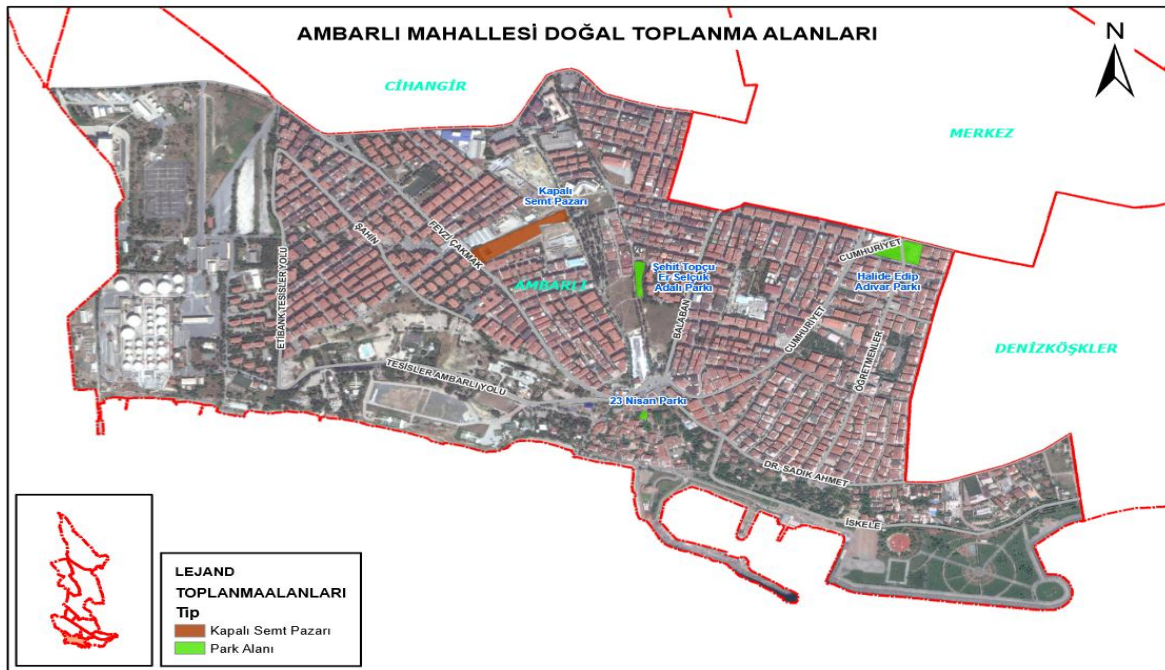 AMBARLI MAHALLESİ DOĞAL TOPLANMA ALANLARI
N
CİHANGİR
MERKEZ
Kapalı
Semt Pazarı
FEVZİ ÇAKMAK
ŞAHİN
ETİBANK TESİSLER YOLU
AMBARLI
Şehit Topçu
Er Selçuk
Adalı Parkı
BALABAN
CUMHURİYET
Halide Edip
Adıvar Parkı
CUMHURİYET
ÖĞRETMENLER
DENİZKÖŞKLER
TESİSLER AMBARLI YOLU
23 Nisan Parkı
DR. SADIK AHMET
İSKELE
LEJAND
TOPLANMAALANLARI
Tip
Kapalı Semt Pazarı
Park Alanı